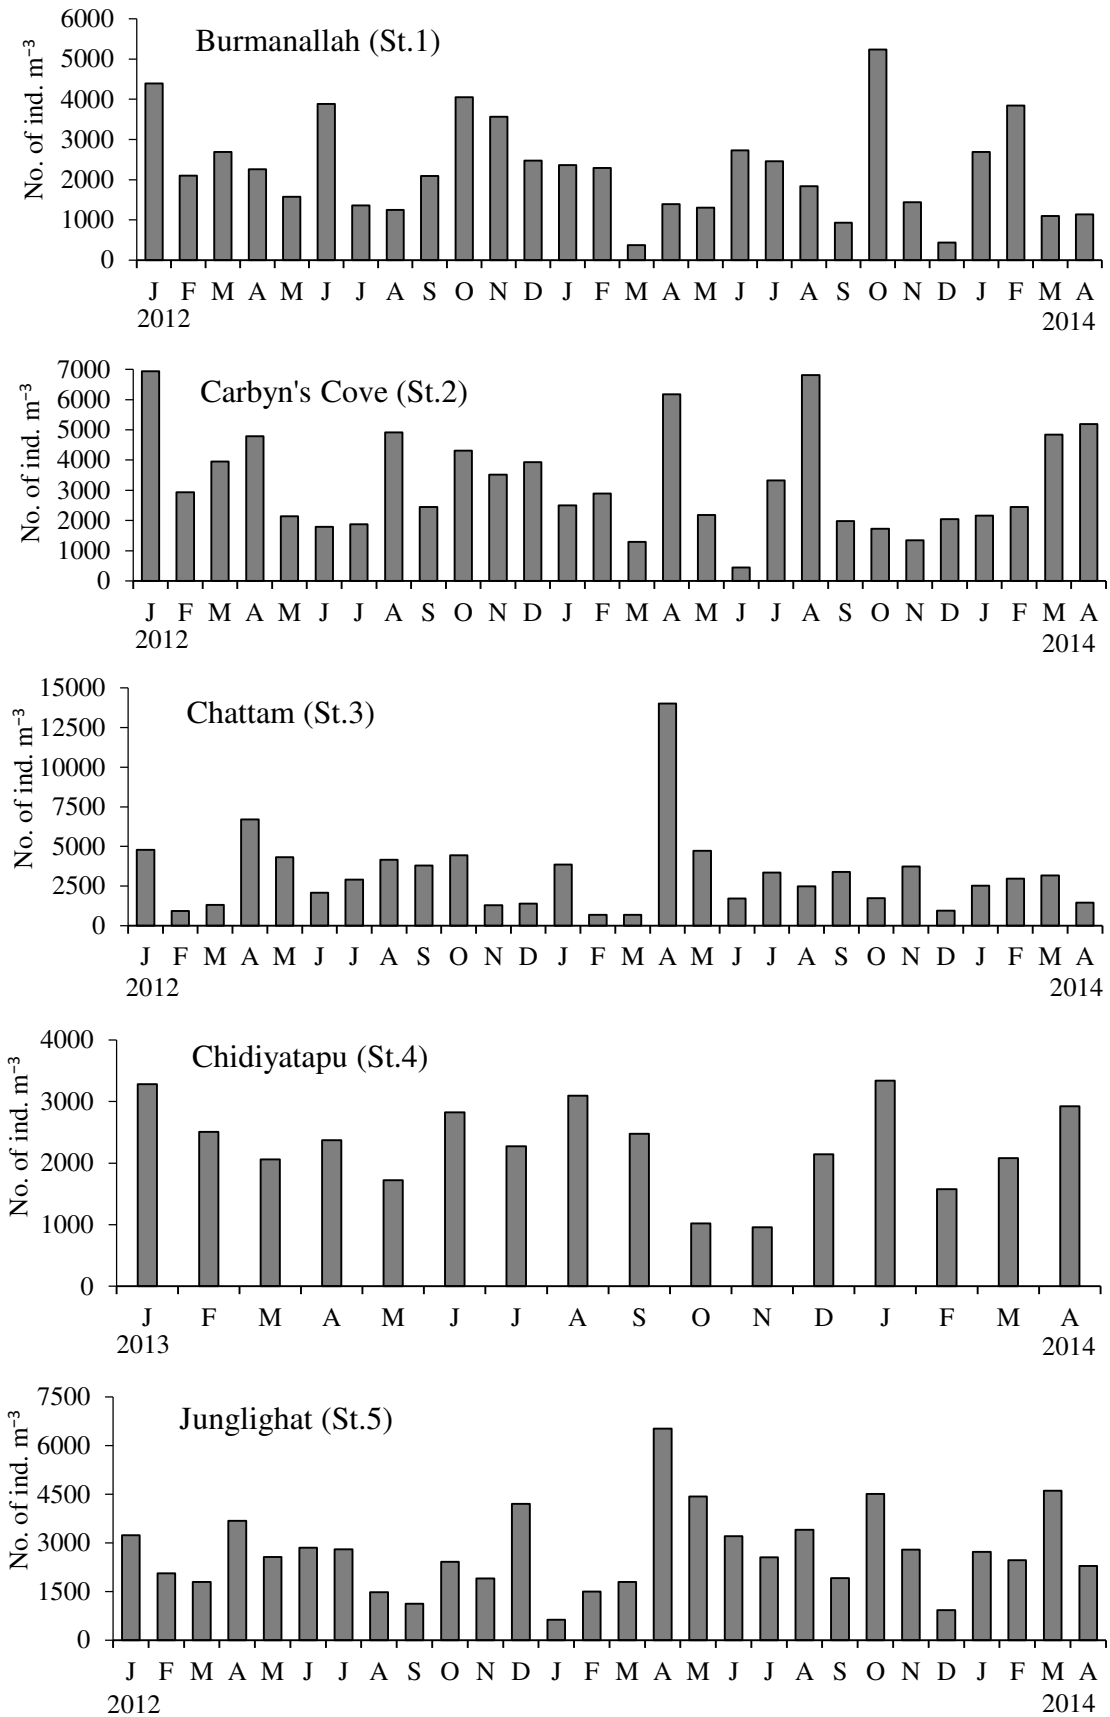 Burmanallah (St.1)
No. of ind. m⁻³
6000
5000
4000
3000
2000
1000
0
J F M A M J J A S O N D J F M A M J J A S O N D J F M A
2012 2014
Carbyn's Cove (St.2)
No. of ind. m⁻³
7000
6000
5000
4000
3000
2000
1000
0
J F M A M J J A S O N D J F M A M J J A S O N D J F M A
2012 2014
Chattam (St.3)
No. of ind. m⁻³
15000
12500
10000
7500
5000
2500
0
J F M A M J J A S O N D J F M A M J J A S O N D J F M A
2012 2014
Chidiyatapu (St.4)
No. of ind. m⁻³
4000
3000
2000
1000
0
J F M A M J J A S O N D J F M A
2013 2014
Junglighat (St.5)
No. of ind. m⁻³
7500
6000
4500
3000
1500
0
J F M A M J J A S O N D J F M A M J J A S O N D J F M A
2012 2014